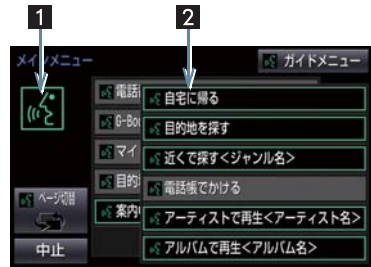 1 2
メインメニュー
ガイドメニュー
電話
G-Bo
マイ
目的
案内
自宅に帰る
目的地を探す
近くで探す<ジャンル名>
電話帳でかける
アーティストで再生<アーティスト名>
アルバムで再生<アルバム名>
ページ切替
中止